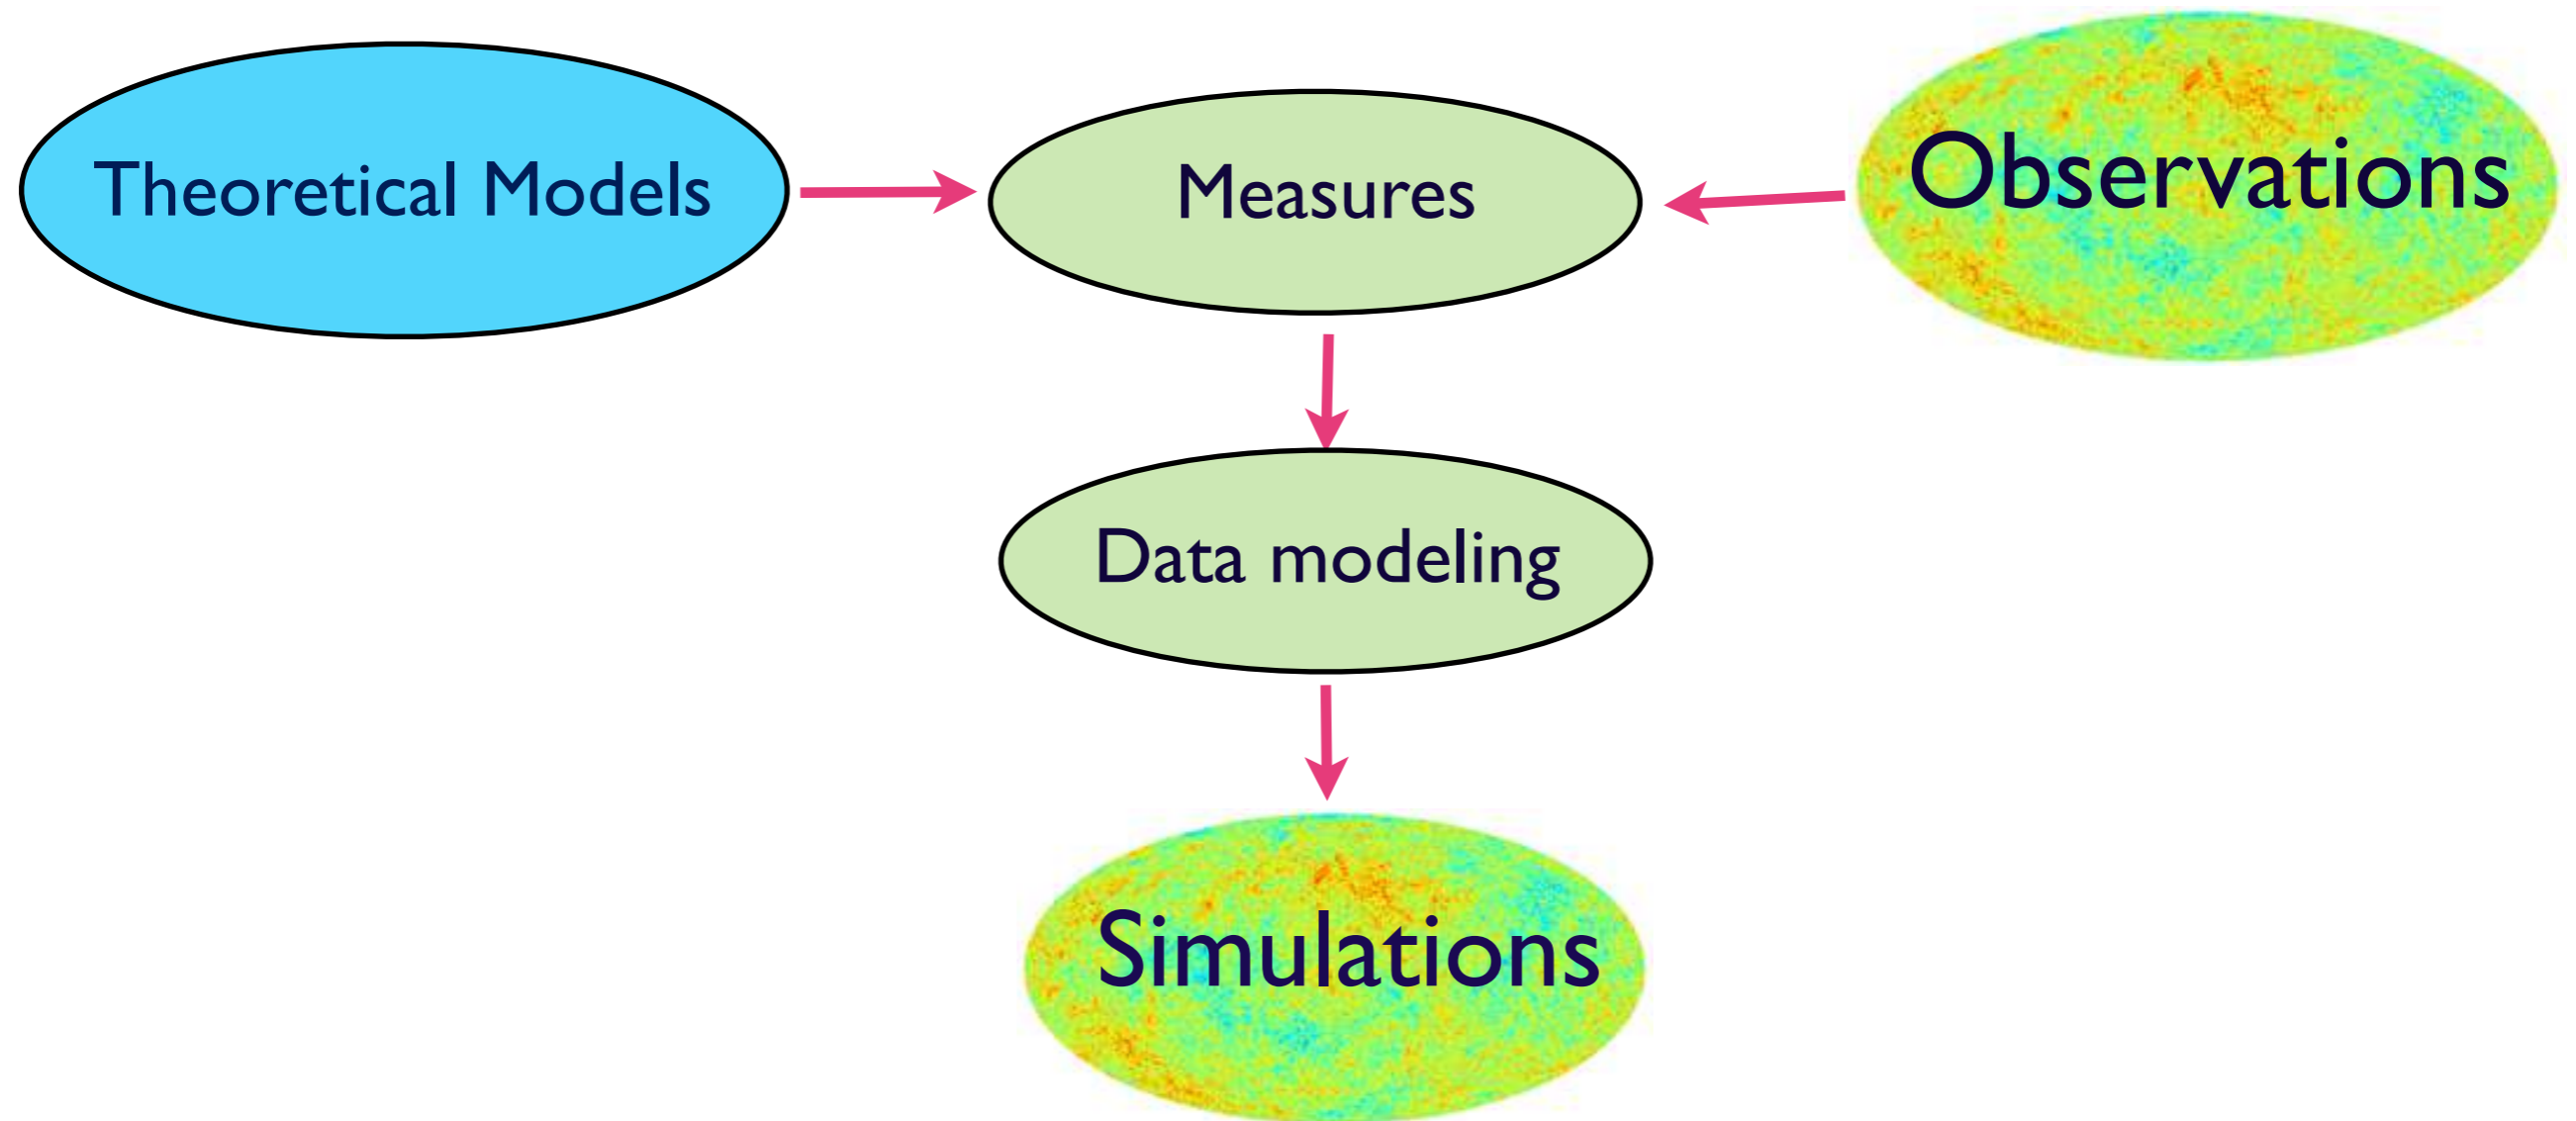 Theoretical Models
Measures
Observations
Data modeling
Simulations